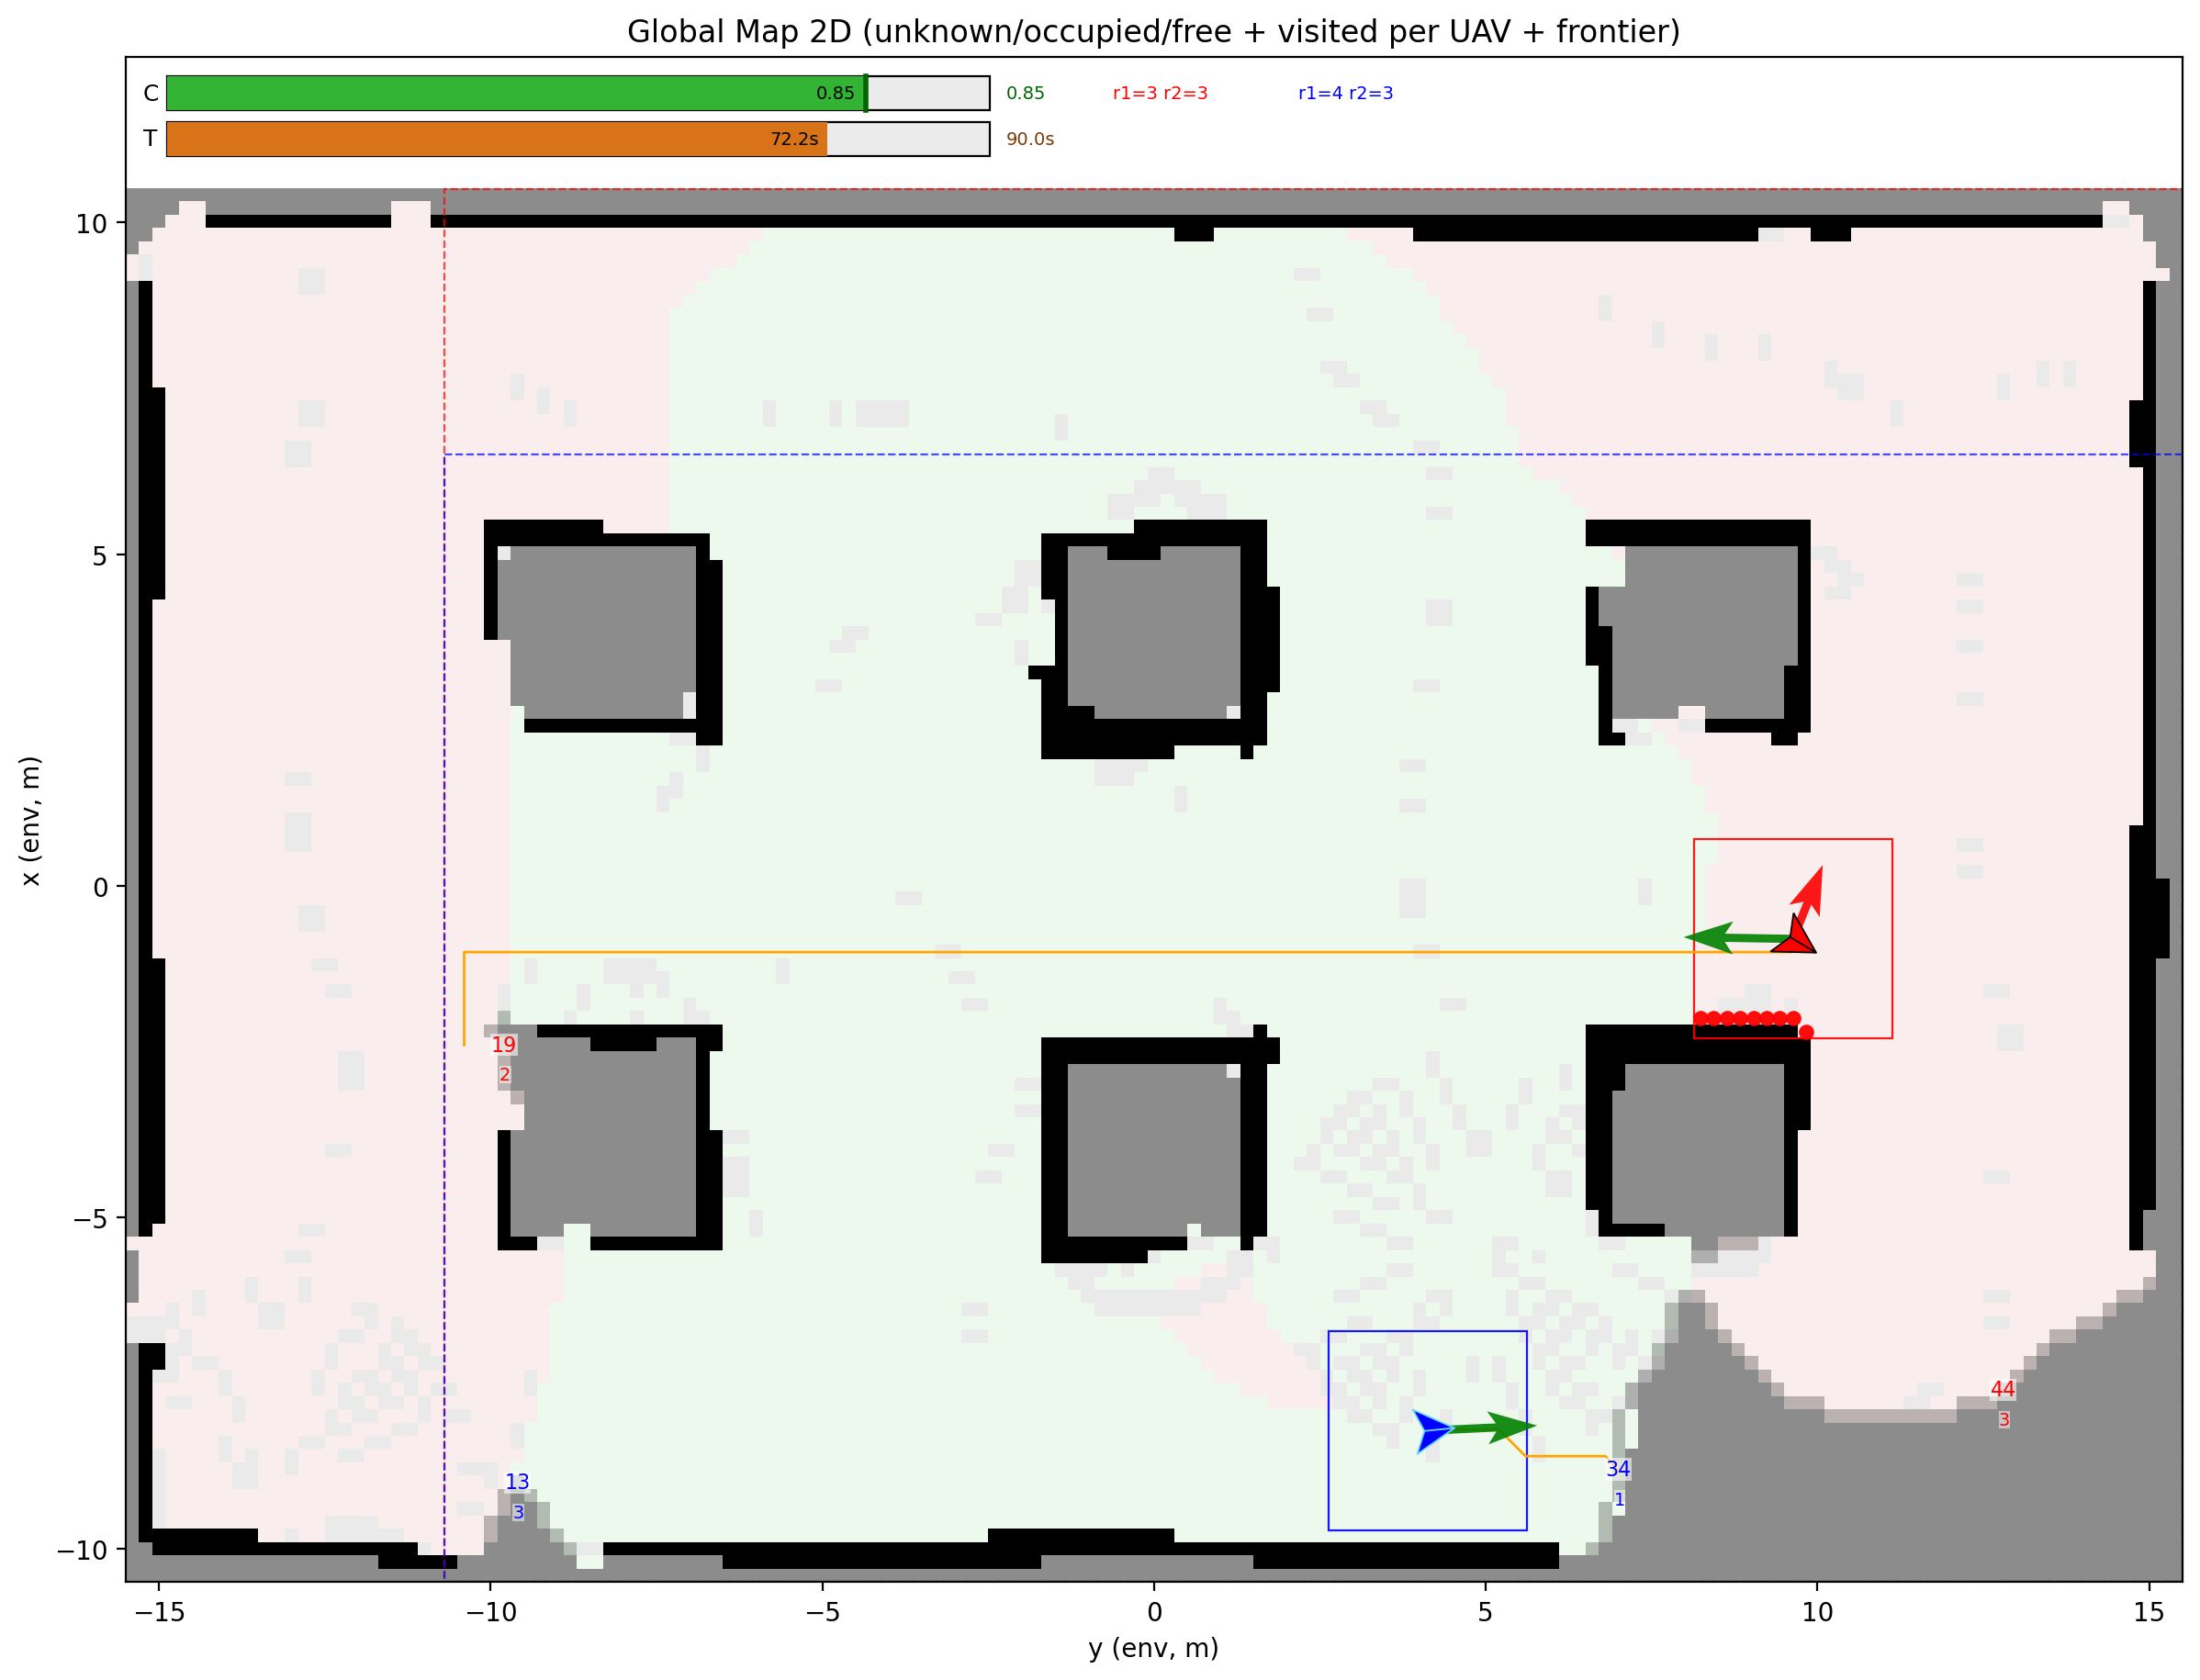 Global Map 2D (unknown/occupied/free + visited per UAV + frontier)
C 0.85 0.85 r1=3 r2=3 r1=4 r2=3
T 72.2s 90.0s
10
5
0
−5
−10
x (env, m)
19
2
44
3
13
3
34
1
−15 −10 −5 0 5 10 15
y (env, m)